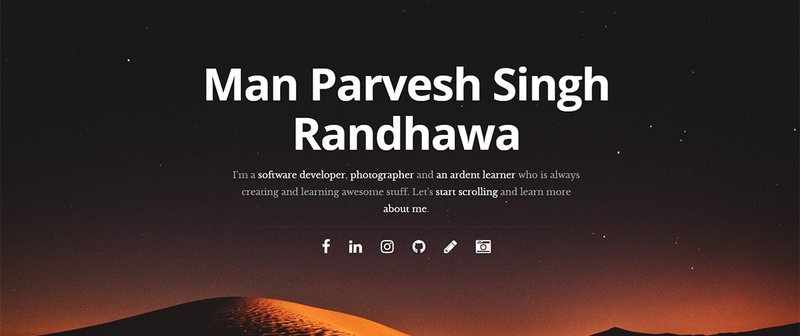 Man Parvesh Singh
Randhawa
I'm a software developer, photographer and an ardent learner who is always
creating and learning awesome stuff. Let's start scrolling and learn more
about me.